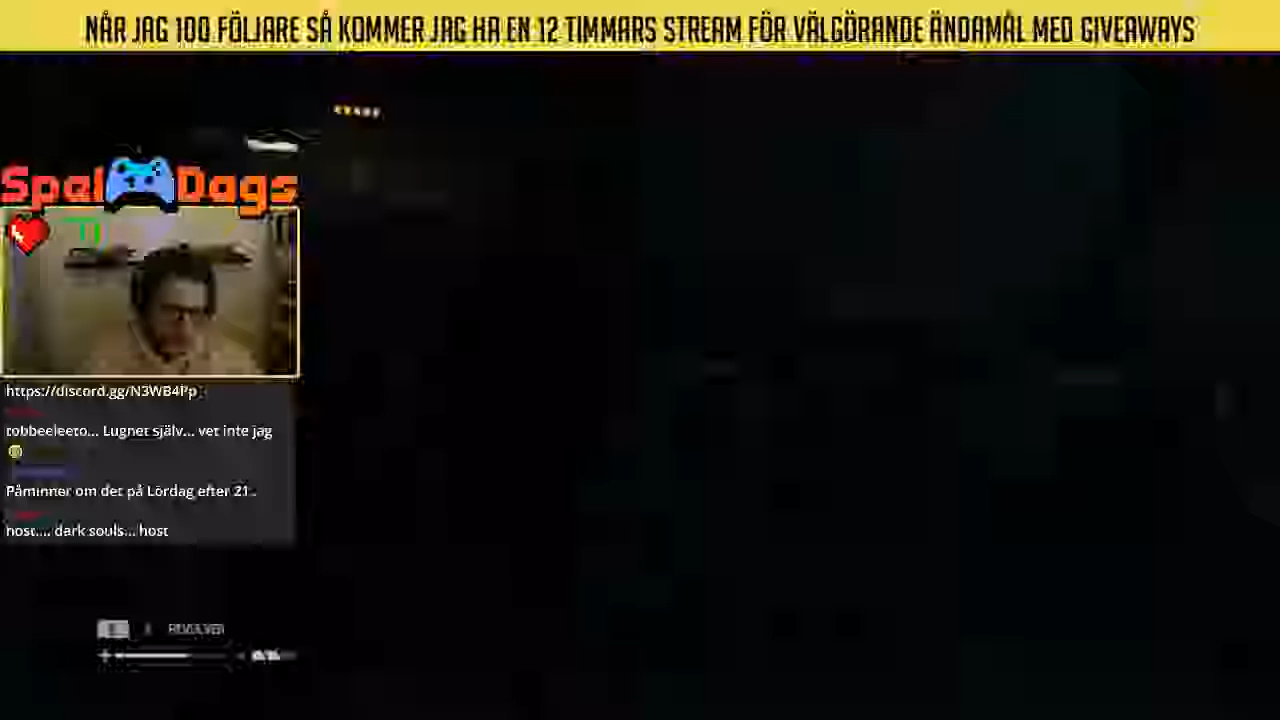 NÄR JAG 100 FÖLJARE SÅ KOMMER JAG HA EN 12 TIMMARS STREAM FÖR VÄLGÖRANDE ÄNDAMÅL MED GIVEAWAYS
Spel Dags
https://discord.gg/N3WB4Pp
robbeeleeto... Lugnet själv... vet inte jag
Påminner om det på Lördag efter 21.
host.... dark souls... host
REVOLVER